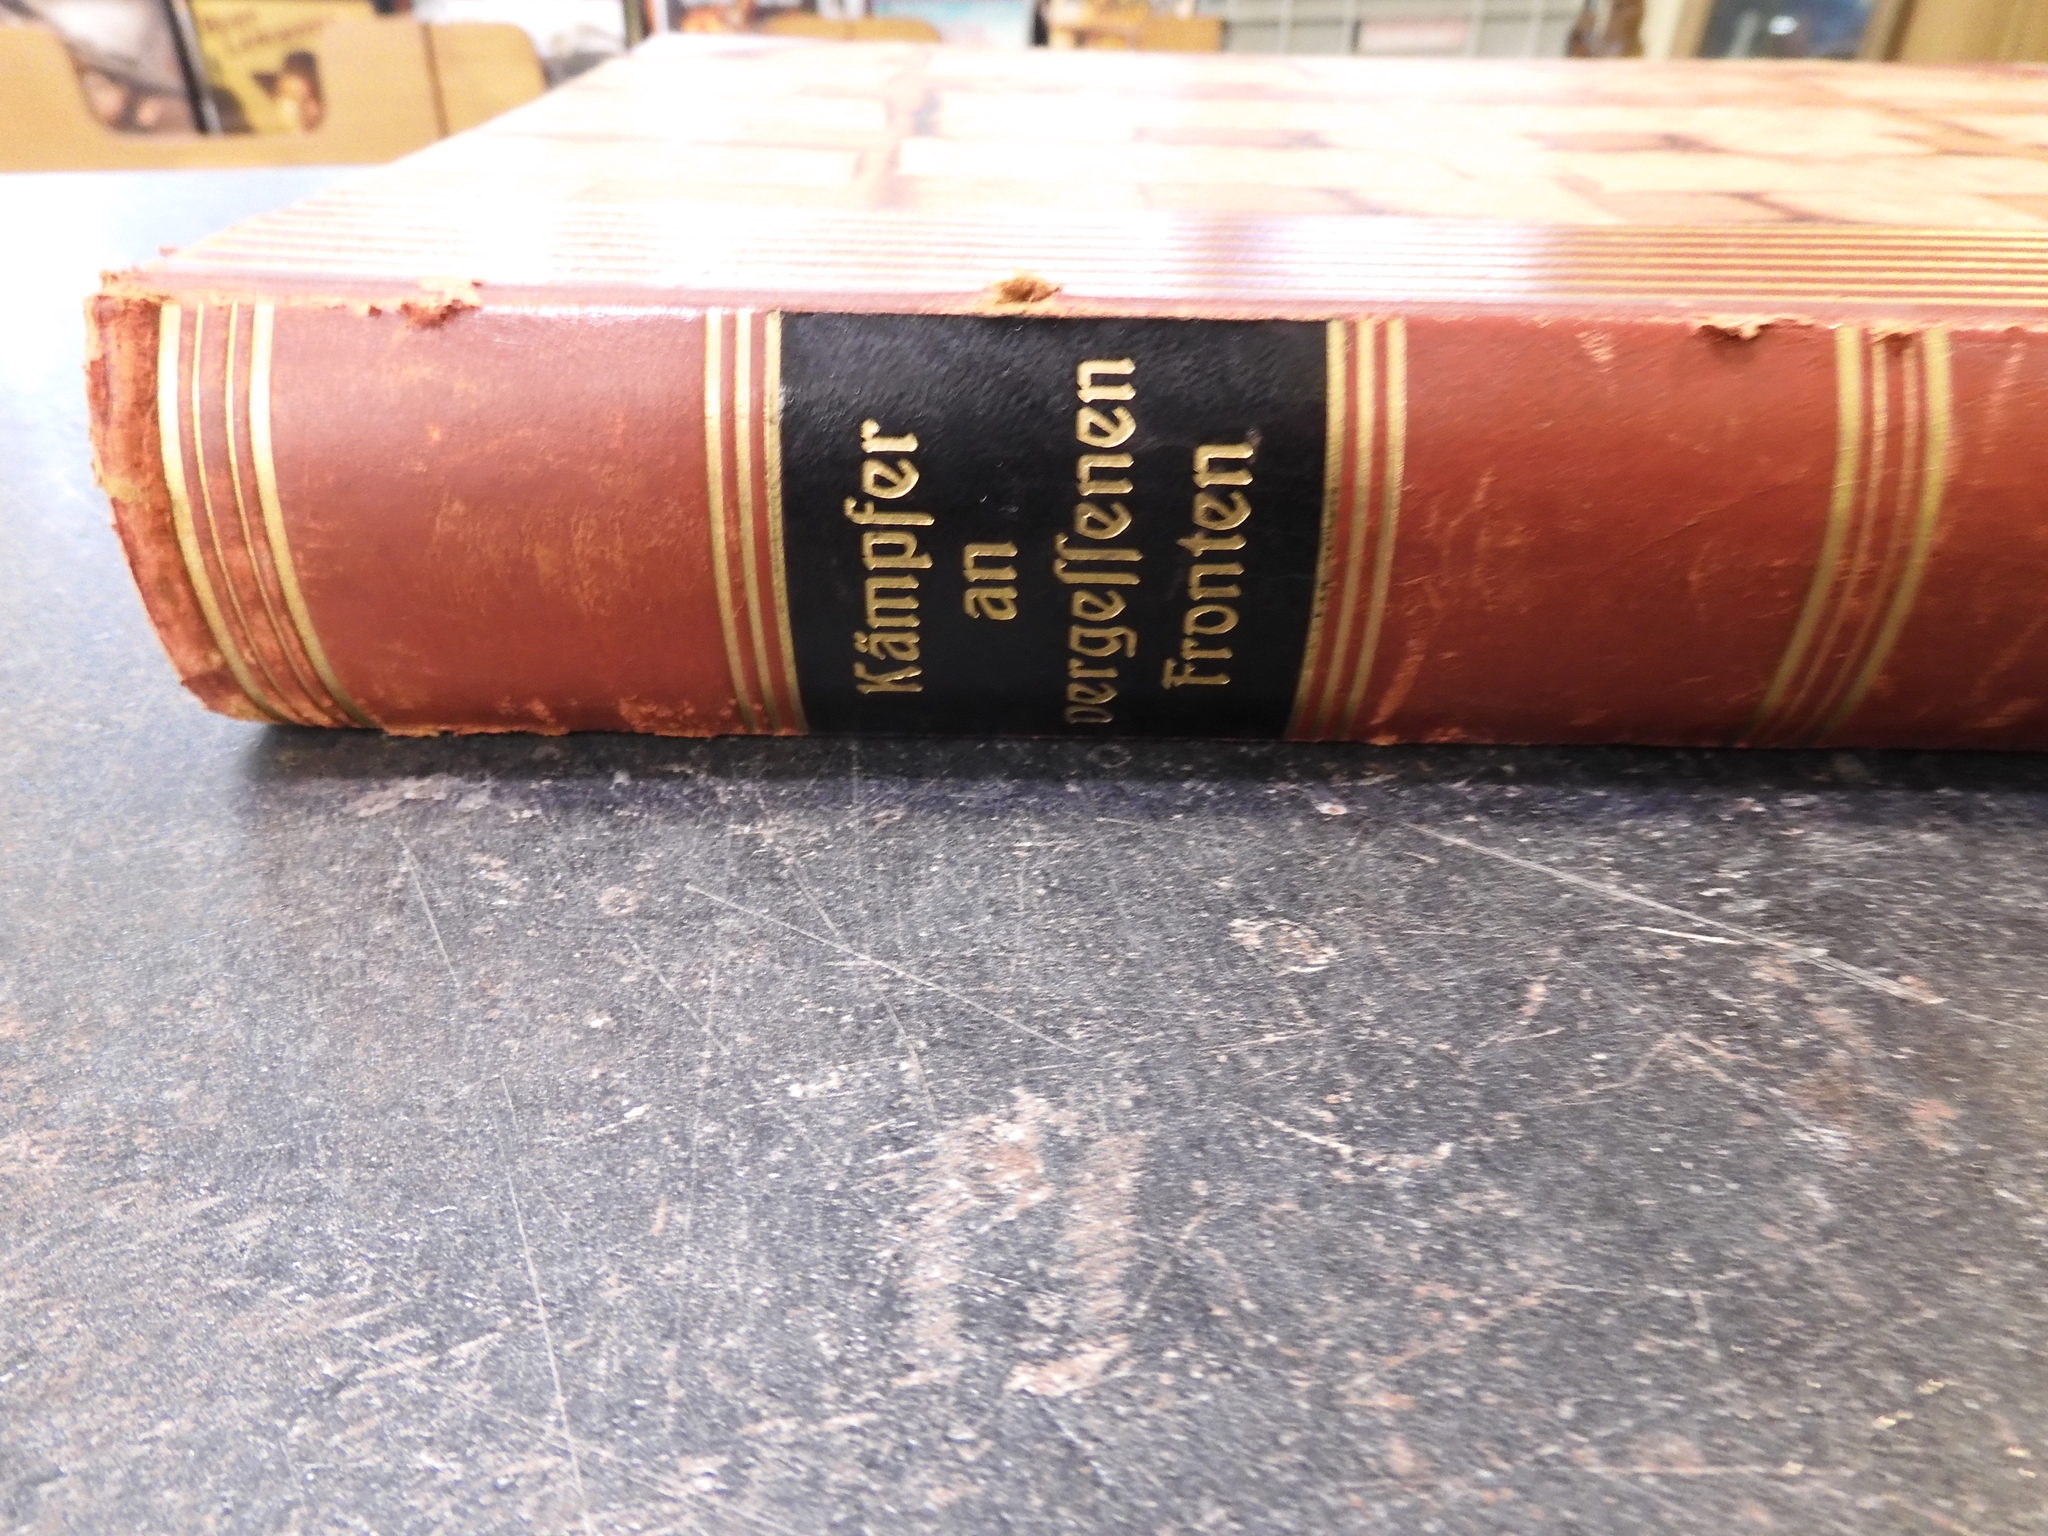 Kämpfer
an
vergeſſenen
Fronten